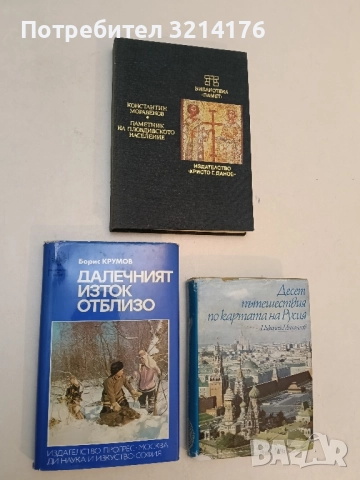 Потребител 3214176
БИБЛИОТЕКА
«ПАМЕТ»
КОНСТАНТИН
МОРАВЕНОВ
ПАМЕТНИК
НА ПЛОВДИВСКОТО
НАСЕЛЕНИЕ
ИЗДАТЕЛСТВО
«ХРИСТО Г. ДАНОВ»
Борис КРУМОВ
ДАЛЕЧНИЯТ
ИЗТОК
ОТБЛИЗО
ИЗДАТЕЛСТВО ПРОГРЕС · МОСКВА
ДИ НАУКА И ИЗКУСТВО · СОФИЯ
Десет
пътешествия
по картата на Русия
BAZAR
bg